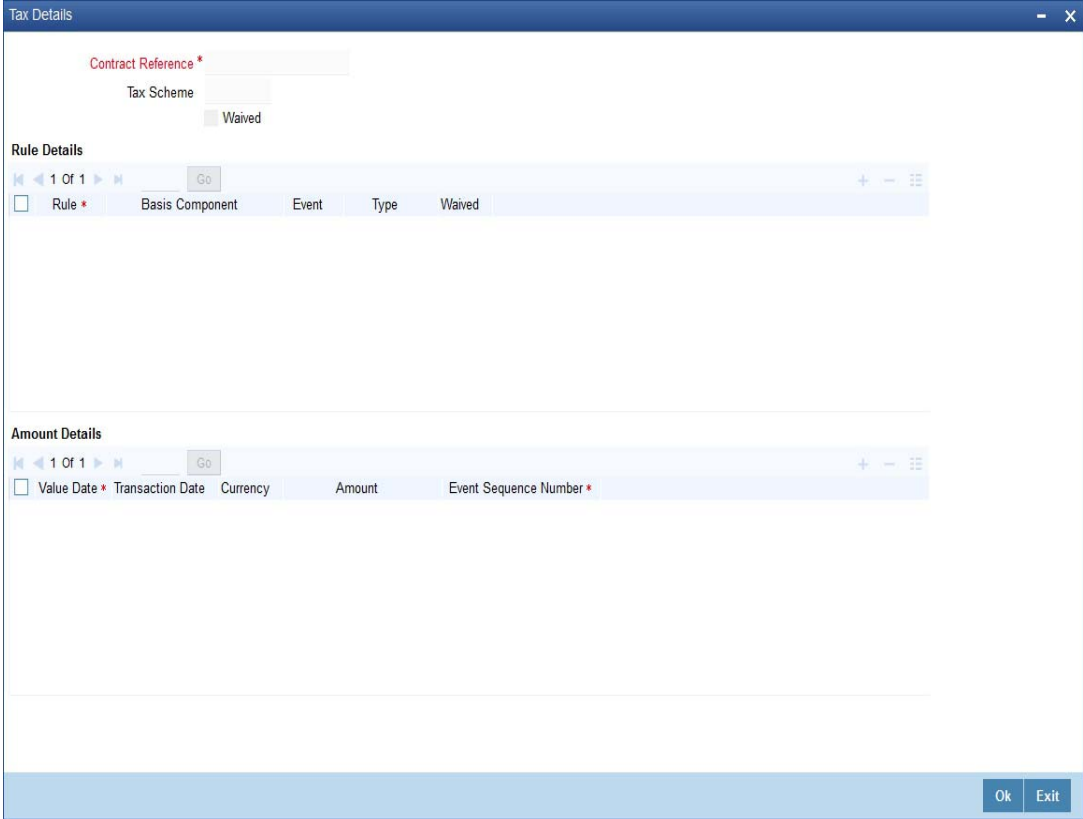 Tax Details
Contract Reference *
Tax Scheme
Waived
Rule Details
1 Of 1 Go
Rule * Basis Component Event Type Waived
Amount Details
1 Of 1 Go
Value Date * Transaction Date Currency Amount Event Sequence Number *
Ok Exit